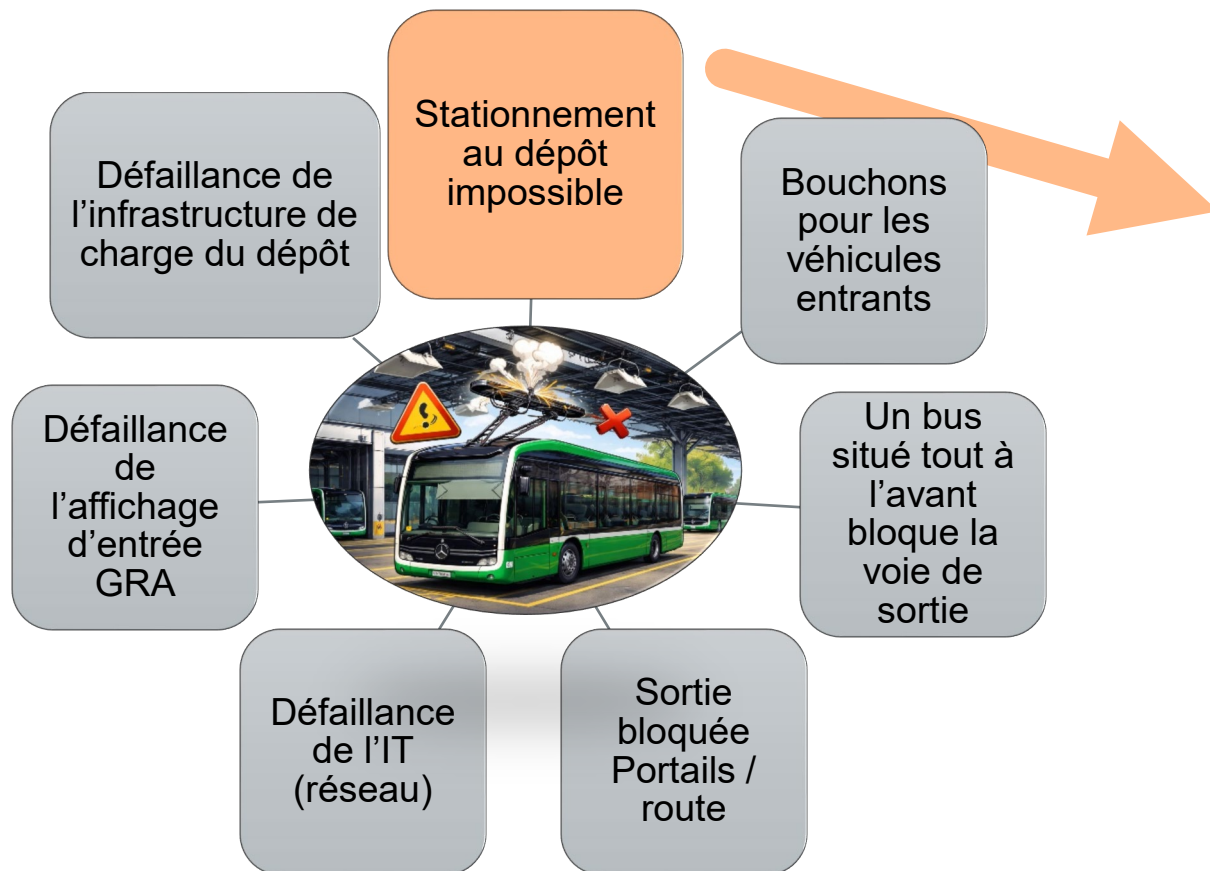 Stationnement
au dépôt
impossible
Bouchons
pour les
véhicules
entrants
Un bus
situé tout à
l’avant
bloque la
voie de
sortie
Sortie
bloquée
Portails /
route
Défaillance
de l’IT
(réseau)
Défaillance
de
l’affichage
d’entrée
GRA
Défaillance de
l’infrastructure de
charge du dépôt